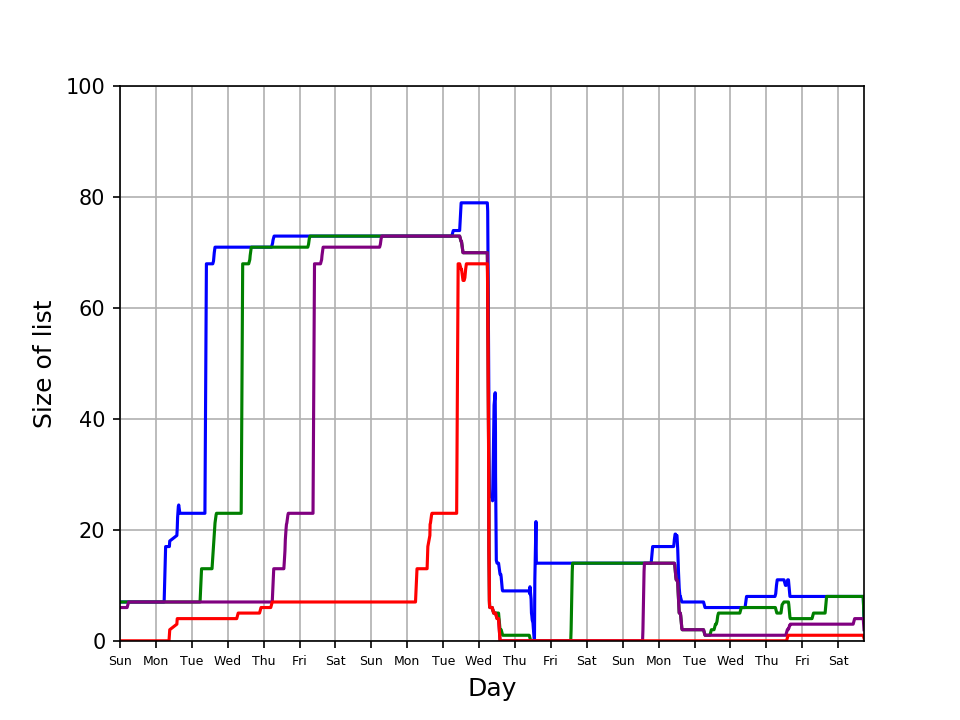 100
80
60
40
20
0
Size of list
Sun Mon Tue Wed Thu Fri Sat Sun Mon Tue Wed Thu Fri Sat Sun Mon Tue Wed Thu Fri Sat
Day